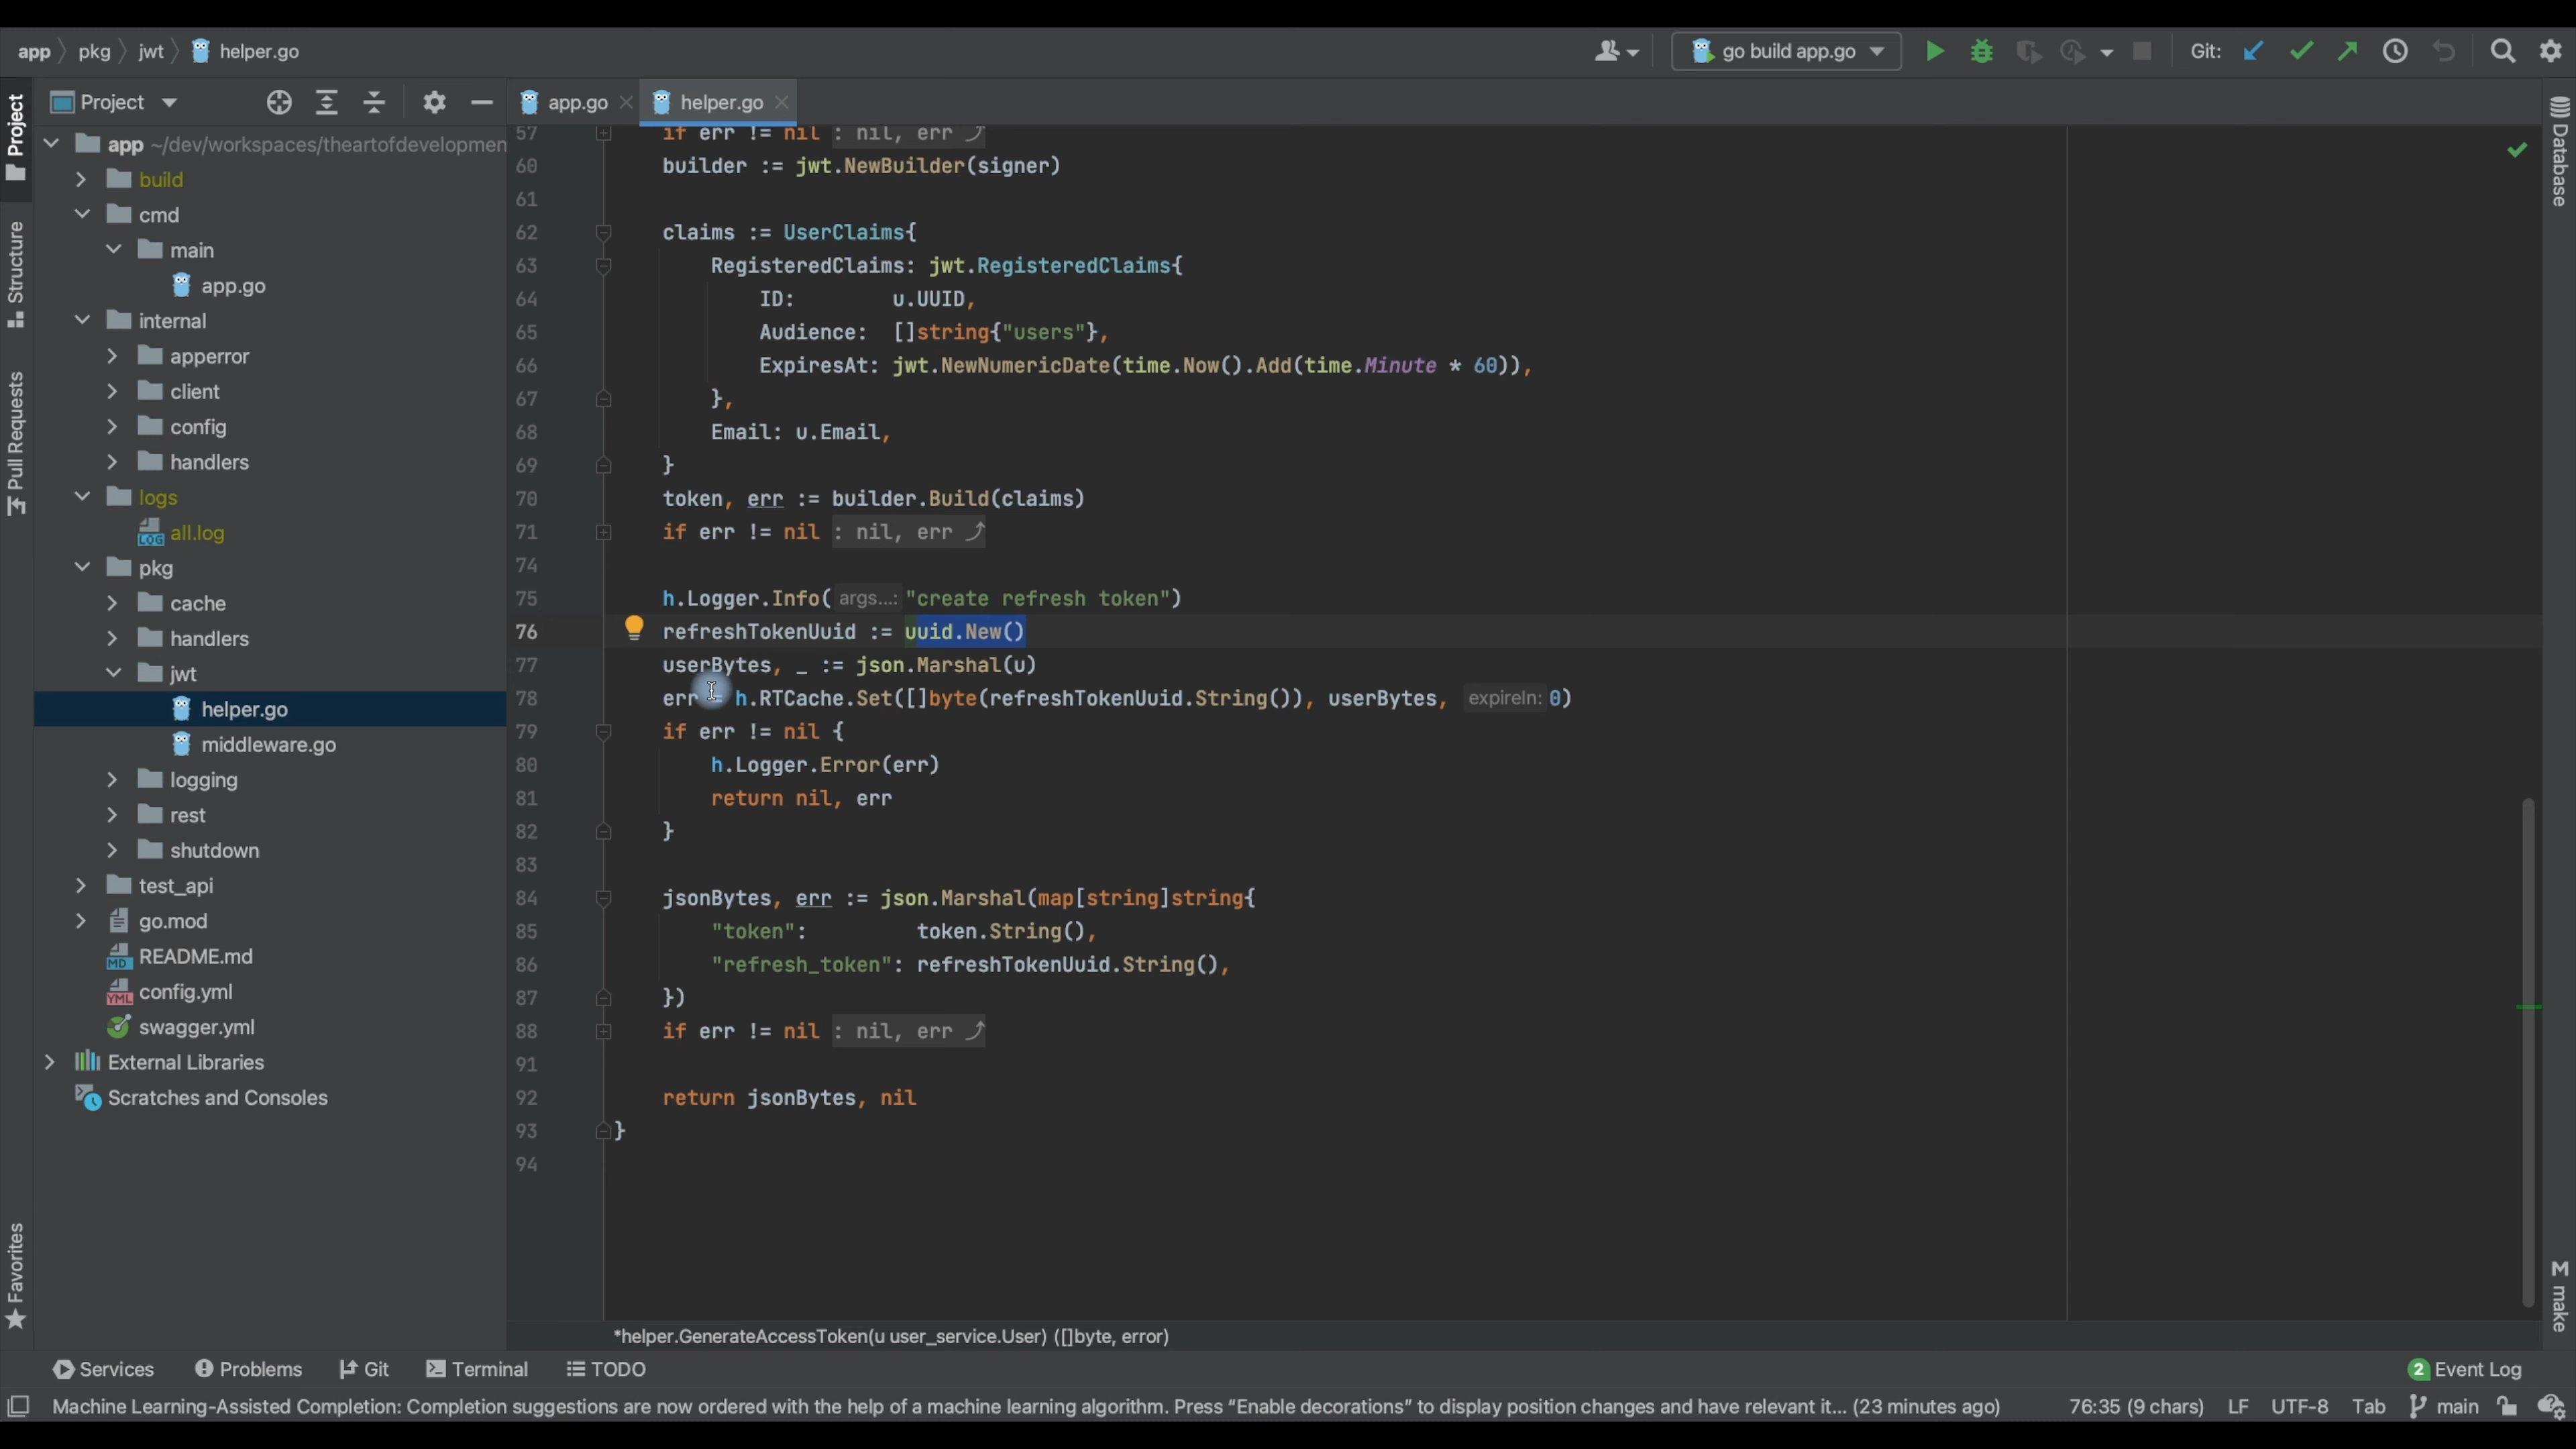 app pkg jwt helper.go
go build app.go
Git:
Project
app.go
helper.go
Project
Structure
Pull Requests
Favorites
Database
make
app ~/dev/workspaces/theartofdevelopmen
build
cmd
main
app.go
internal
apperror
client
config
handlers
logs
all.log
pkg
cache
handlers
jwt
helper.go
middleware.go
logging
rest
shutdown
test_api
go.mod
README.md
config.yml
swagger.yml
External Libraries
Scratches and Consoles
57 if err != nil : nil, err
60 builder := jwt.NewBuilder(signer)
61
62 claims := UserClaims{
63 RegisteredClaims: jwt.RegisteredClaims{
64 ID: u.UUID,
65 Audience: []string{"users"},
66 ExpiresAt: jwt.NewNumericDate(time.Now().Add(time.Minute * 60)),
67 },
68 Email: u.Email,
69 }
70 token, err := builder.Build(claims)
71 if err != nil : nil, err
74
75 h.Logger.Info( args...: "create refresh token")
76 refreshTokenUuid := uuid.New()
77 userBytes, _ := json.Marshal(u)
78 err = h.RTCache.Set([]byte(refreshTokenUuid.String()), userBytes, expireIn: 0)
79 if err != nil {
80 h.Logger.Error(err)
81 return nil, err
82 }
83
84 jsonBytes, err := json.Marshal(map[string]string{
85 "token": token.String(),
86 "refresh_token": refreshTokenUuid.String(),
87 })
88 if err != nil : nil, err
91
92 return jsonBytes, nil
93 }
94
*helper.GenerateAccessToken(u user_service.User) ([]byte, error)
Services Problems Git Terminal TODO 2 Event Log
Machine Learning-Assisted Completion: Completion suggestions are now ordered with the help of a machine learning algorithm. Press “Enable decorations” to display position changes and have relevant it... (23 minutes ago) 76:35 (9 chars) LF UTF-8 Tab main